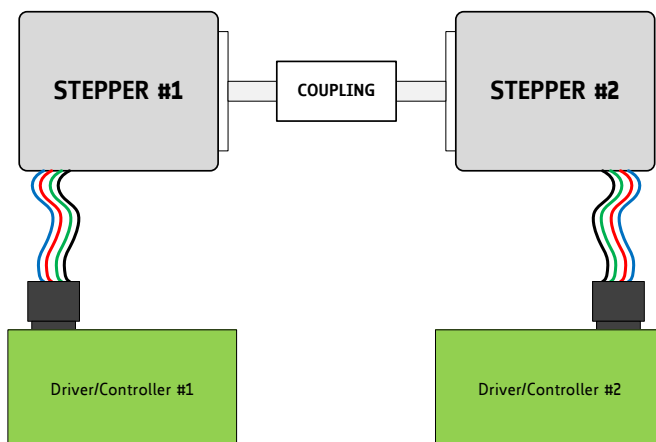 STEPPER #1
COUPLING
STEPPER #2
Driver/Controller #1
Driver/Controller #2